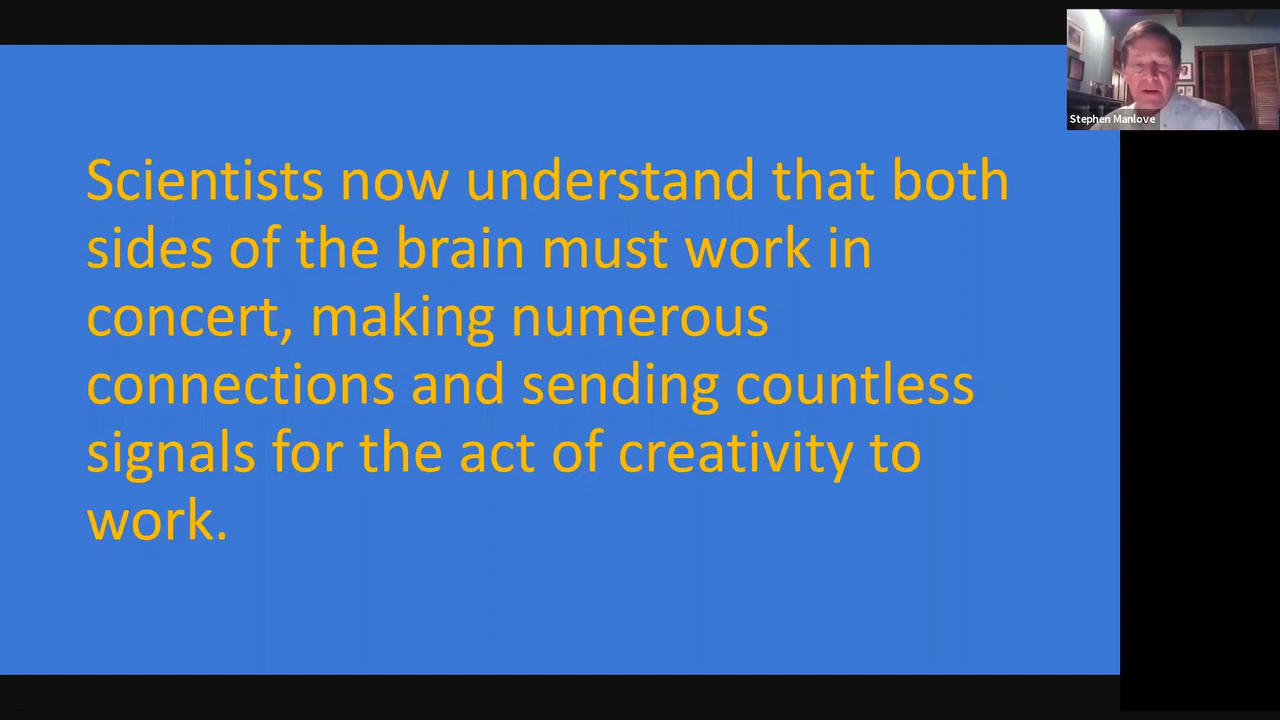 Stephen Manlove
Scientists now understand that both
sides of the brain must work in
concert, making numerous
connections and sending countless
signals for the act of creativity to
work.